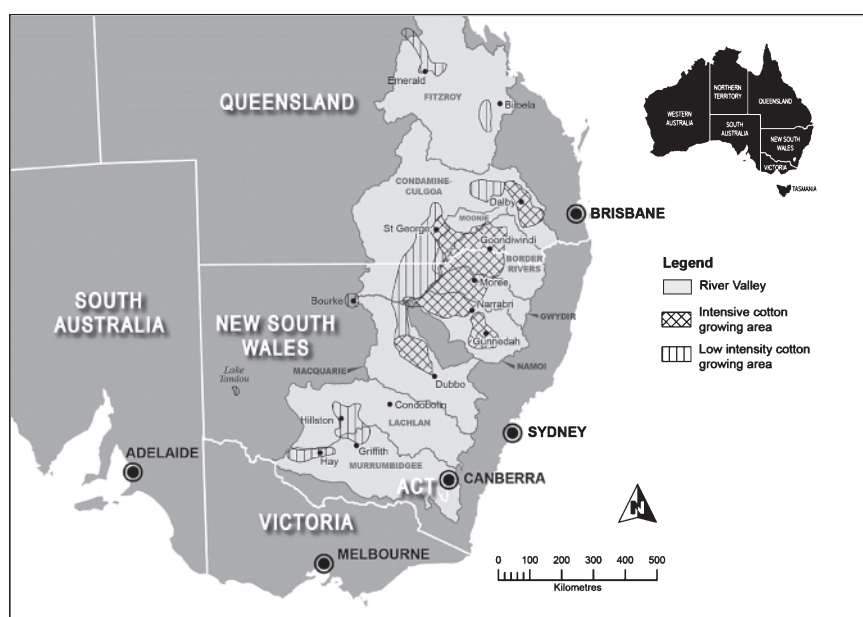 Emerald
FITZROY
Biloela
QUEENSLAND
CONDAMINE-
CULGOA
Dalby
MOONIE
St George
Goondiwindi
BRISBANE
BORDER
RIVERS
Moree
Bourke
Narrabri
GWYDIR
Gunnedah
SOUTH
AUSTRALIA
NEW SOUTH
WALES
NAMOI
MACQUARIE
Lake
Tandou
Dubbo
Condobolin
Hillston
LACHLAN
SYDNEY
Griffith
Hay
MURRUMBIDGEE
ADELAIDE
ACT
CANBERRA
VICTORIA
MELBOURNE
NORTHERN
TERRITORY
QUEENSLAND
WESTERN
AUSTRALIA
SOUTH
AUSTRALIA
NEW SOUTH
WALES
VICTORIA
TASMANIA
Legend
River Valley
Intensive cotton
growing area
Low intensity cotton
growing area
N
0 100 200 300 400 500
Kilometres